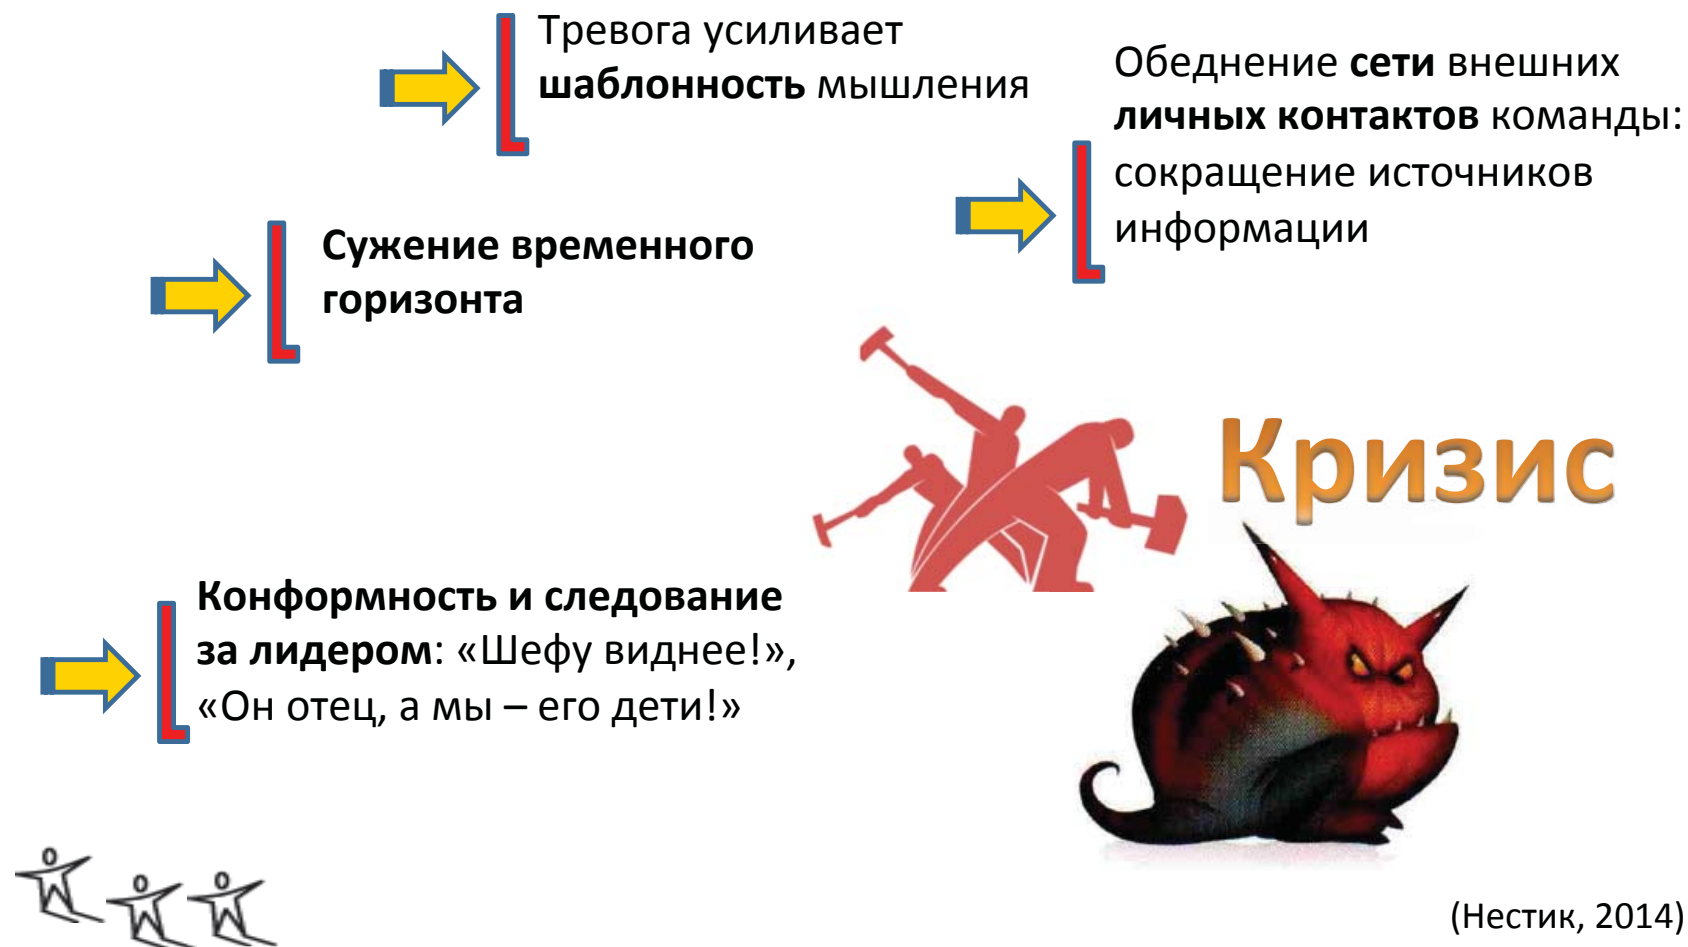 Тревога усиливает
шаблонность мышления
Обеднение сети внешних
личных контактов команды:
сокращение источников
информации
Сужение временного
горизонта
Кризис
Конформность и следование
за лидером: «Шефу виднее!»,
«Он отец, а мы – его дети!»
(Нестик, 2014)